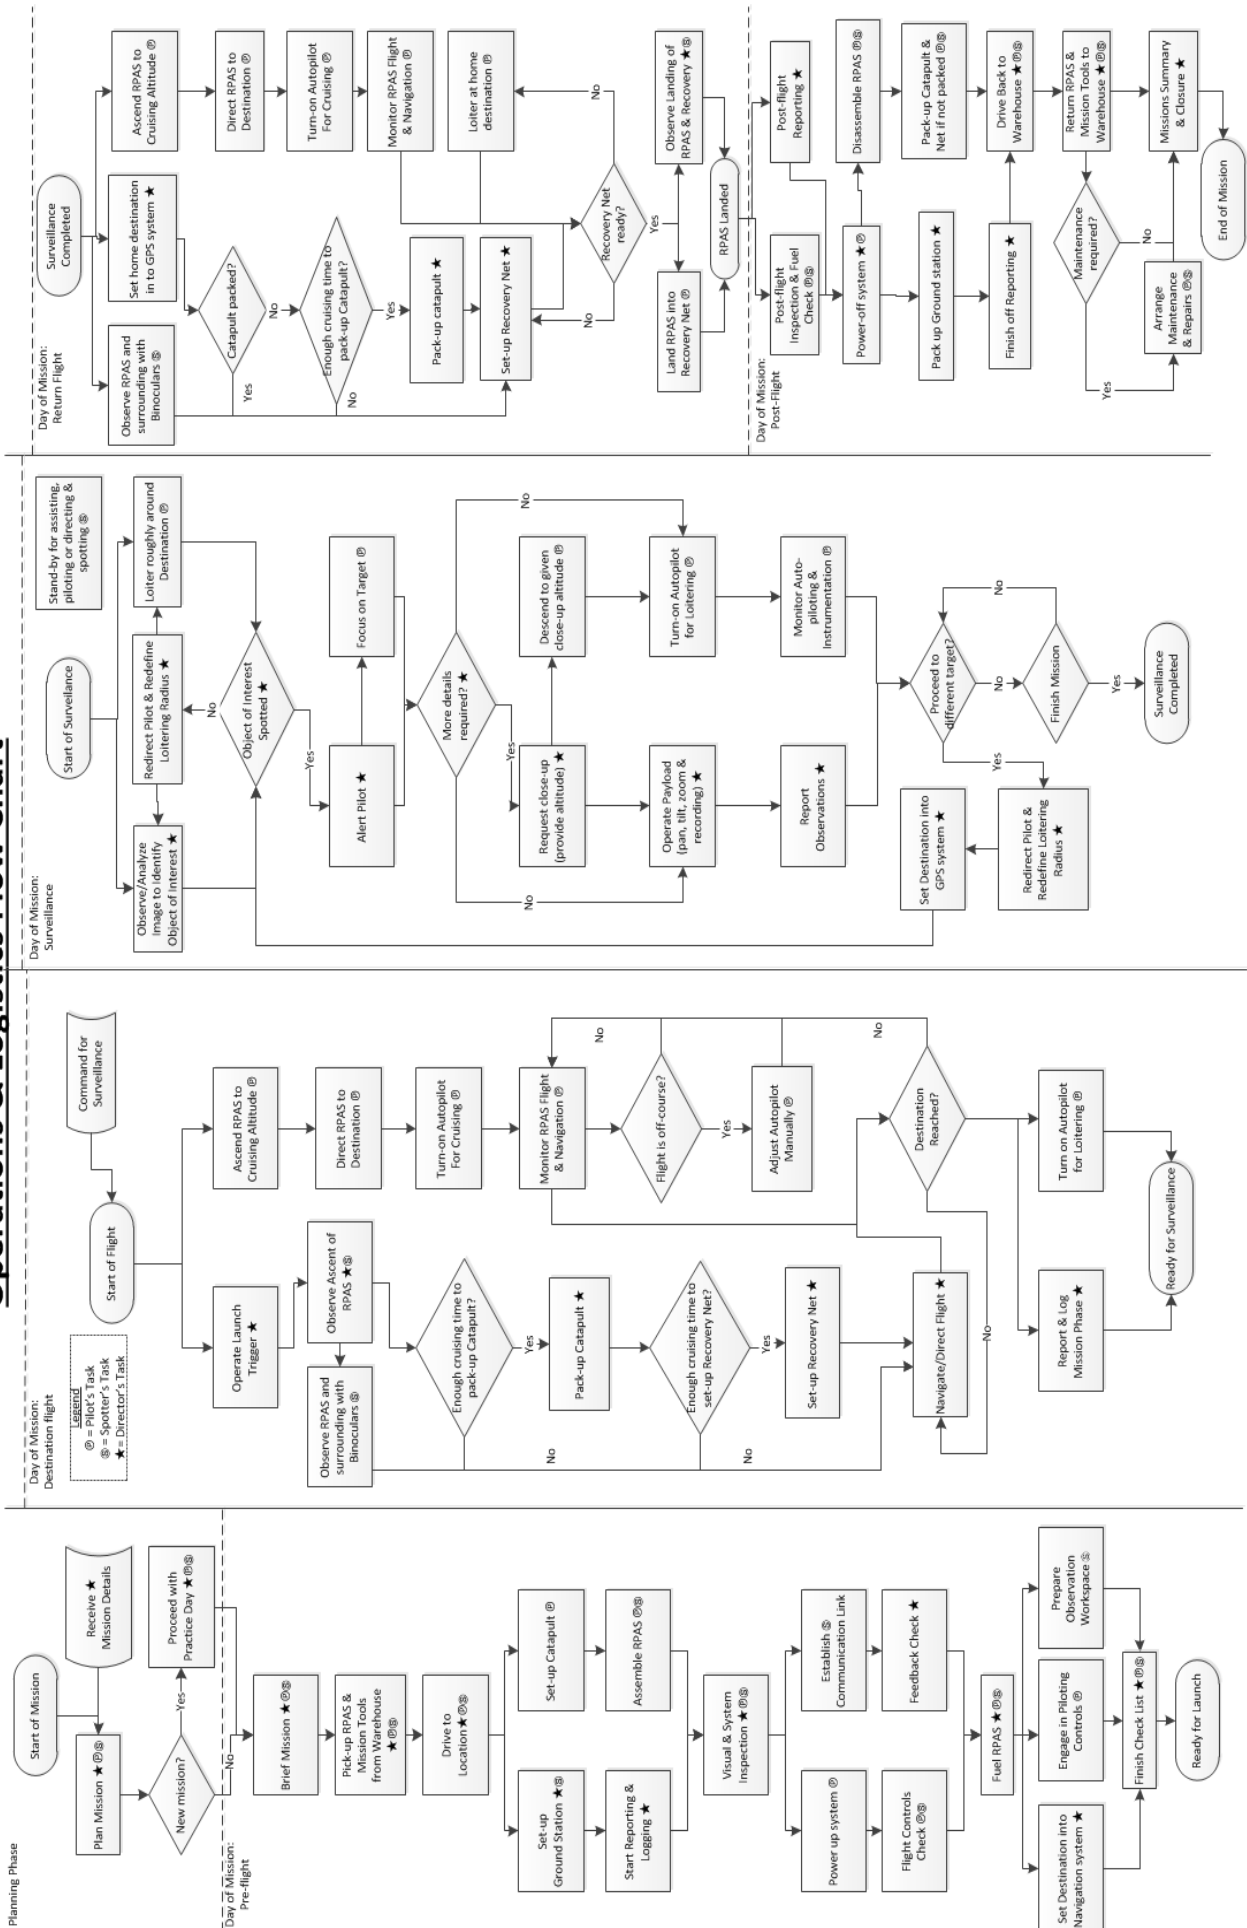 Operations & Logistics Flow Chart
Planning Phase
Start of Mission
Receive ★
Mission Details
Plan Mission ★Ⓟⓢ
New mission?
Yes
Proceed with
Practice Day ★Ⓟⓢ
No
Day of Mission:
Pre-flight
Brief Mission ★Ⓟⓢ
Pick-up RPAS &
Mission Tools
from Warehouse
★Ⓟⓢ
Drive to
Location★Ⓟⓢ
Set-up
Ground Station ★ⓢ
Set-up Catapult Ⓟ
Start Reporting &
Logging ★
Assemble RPAS Ⓟⓢ
Visual & System
Inspection ★Ⓟⓢ
Power up system Ⓟ
Establish ⓢ
Communication Link
Flight Controls
Check Ⓟⓢ
Feedback Check ★
Fuel RPAS ★Ⓟⓢ
Set Destination into
Navigation system ★
Engage in Piloting
Controls Ⓟ
Prepare
Observation
Workspace ⓢ
Finish Check List ★Ⓟⓢ
Ready for Launch
Day of Mission:
Destination flight
Legend
Ⓟ = Pilot's Task
ⓢ = Spotter's Task
★= Director's Task
Command for
Surveillance
Start of Flight
Operate Launch
Trigger ★
Ascend RPAS to
Cruising Altitude Ⓟ
Observe RPAS and
surrounding with
Binoculars ⓢ
Observe Ascent of
RPAS ★ⓢ
Direct RPAS to
Destination Ⓟ
Enough cruising time to
pack-up Catapult?
Turn-on Autopilot
For Cruising Ⓟ
Yes
No
Pack-up Catapult ★
Monitor RPAS Flight
& Navigation Ⓟ
No
Enough cruising time to
set-up Recovery Net?
Flight is off-course?
Yes
No
Yes
Set-up Recovery Net ★
Adjust Autopilot
Manually Ⓟ
No
Navigate/Direct Flight ★
Destination
Reached?
No
Report & Log
Mission Phase ★
Turn on Autopilot
for Loitering Ⓟ
Ready for Surveillance
Day of Mission:
Surveillance
Start of Surveillance
Stand-by for assisting,
piloting or directing &
spotting ⓢ
Observe/Analyze
Image to Identify
Object of Interest ★
Redirect Pilot & Redefine
Loitering Radius ★
Loiter roughly around
Destination Ⓟ
No
Object of Interest
Spotted ★
Yes
Alert Pilot ★
Focus on Target Ⓟ
More details
required? ★
Yes
No
No
Request close-up
(provide altitude) ★
Descend to given
close-up altitude Ⓟ
Operate Payload
(pan, tilt, zoom &
recording) ★
Turn-on Autopilot
for Loitering Ⓟ
Report
Observations ★
Monitor Auto-
piloting &
Instrumentation Ⓟ
Proceed to
different target?
Yes
No
No
Set Destination into
GPS system ★
Redirect Pilot &
Redefine Loitering
Radius ★
Finish Mission
Yes
Surveillance
Completed
Day of Mission:
Return Flight
Surveillance
Completed
Observe RPAS and
surrounding with
Binoculars ⓢ
Set home destination
in to GPS system ★
Ascend RPAS to
Cruising Altitude Ⓟ
Catapult packed?
Yes
No
Direct RPAS to
Destination Ⓟ
Enough cruising time to
pack-up Catapult?
No
Yes
Turn-on Autopilot
For Cruising Ⓟ
Pack-up catapult ★
Monitor RPAS Flight
& Navigation Ⓟ
Set-up Recovery Net ★
Loiter at home
destination Ⓟ
Recovery Net
ready?
No
No
Yes
Land RPAS into
Recovery Net Ⓟ
Observe Landing of
RPAS & Recovery ★ⓢ
RPAS Landed
Day of Mission:
Post-Flight
Post-flight
Inspection & Fuel
Check Ⓟⓢ
Post-flight
Reporting ★
Power-off system ★Ⓟ
Disassemble RPAS Ⓟⓢ
Pack up Ground station ★
Pack-up Catapult &
Net if not packed Ⓟⓢ
Finish off Reporting ★
Drive Back to
Warehouse ★Ⓟⓢ
Maintenance
required?
Return RPAS &
Mission Tools to
Warehouse ★Ⓟⓢ
Yes
No
Arrange
Maintenance
& Repairs Ⓟⓢ
Missions Summary
& Closure ★
End of Mission